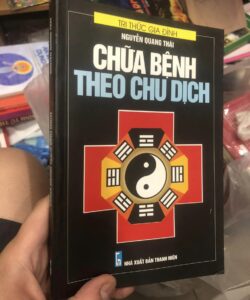 TRI THỨC GIA ĐÌNH
NGUYỄN QUANG THÁI
CHỮA BỆNH
THEO CHU DỊCH
NHÀ XUẤT BẢN THANH NIÊN